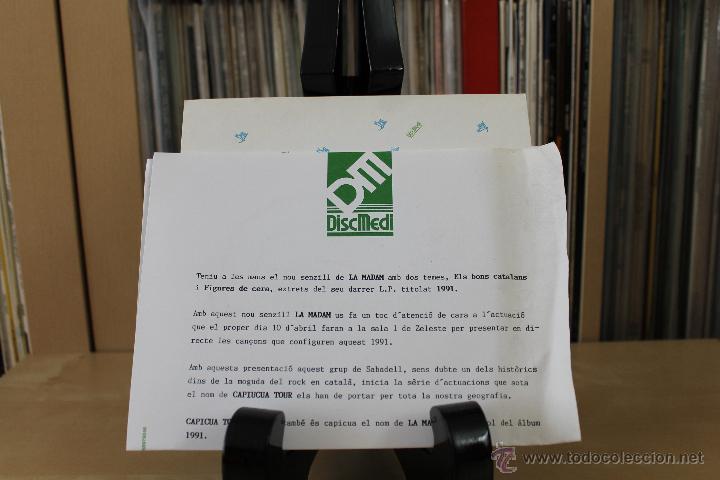 DM
DiscMedi
Teniu a les mans el nou senzill de LA MADAM amb dos temes, Els bons catalans
i Figures de cera, extrets del seu darrer L.P. titolat 1991.
Amb aquest nou senzill LA MADAM us fa un toc d´atenció de cara a l´actuació
que el proper dia 10 d´abril faran a la sala 1 de Zeleste per presentar en di-
recte les cançons que configuren aquest 1991.
Amb aquesta presentació aquest grup de Sabadell, sens dubte un dels històrics
dins de la moguda del rock en català, inicia la sèrie d´actuacions que sota
el nom de CAPIUCUA TOUR els han de portar per tota la nostra geografia.
CAPICUA també és capicua el nom de LA del álbum
1991.
© www.todocoleccion.net